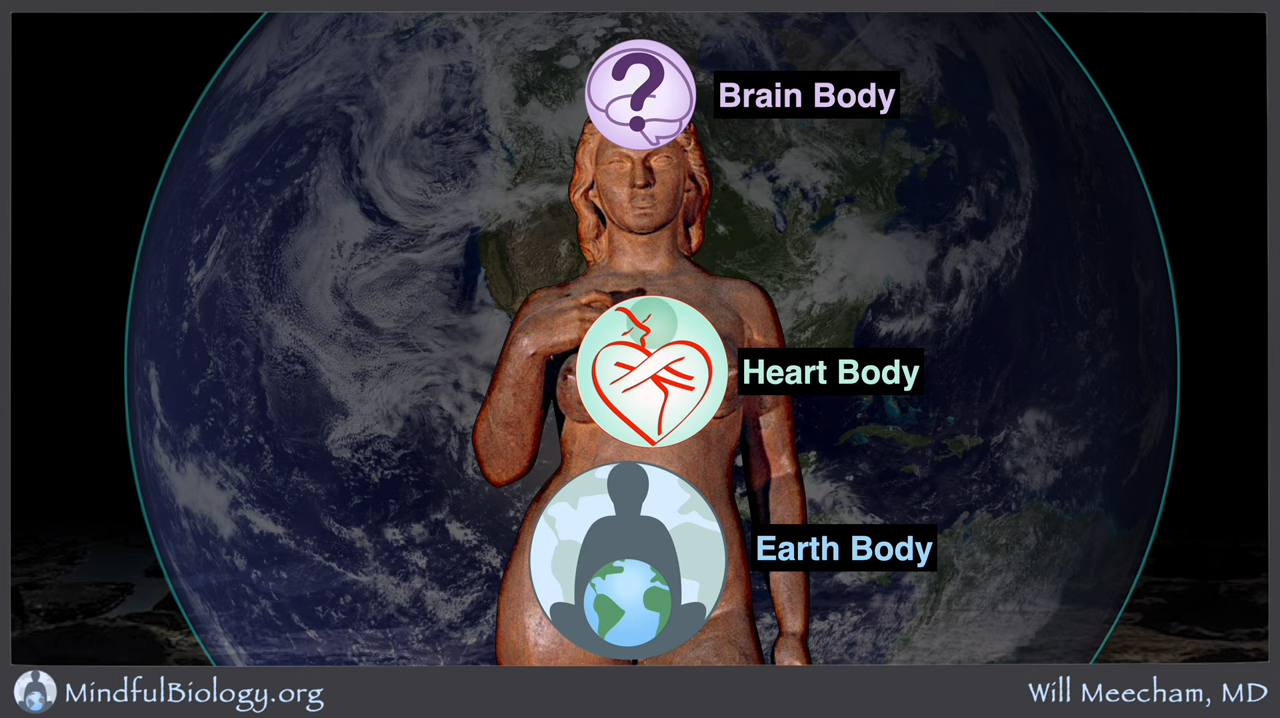 ?
Brain Body
Heart Body
Earth Body
MindfulBiology.org
Will Meecham, MD